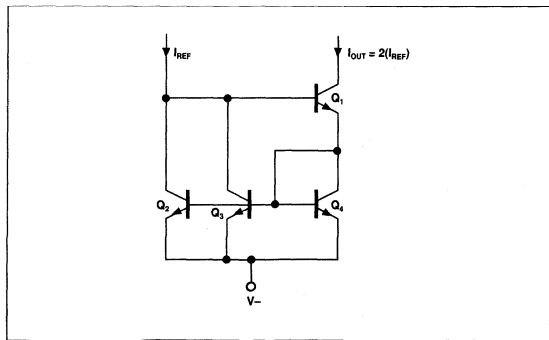 I_REF
I_OUT = 2(I_REF)
Q_1
Q_2
Q_3
Q_4
V–